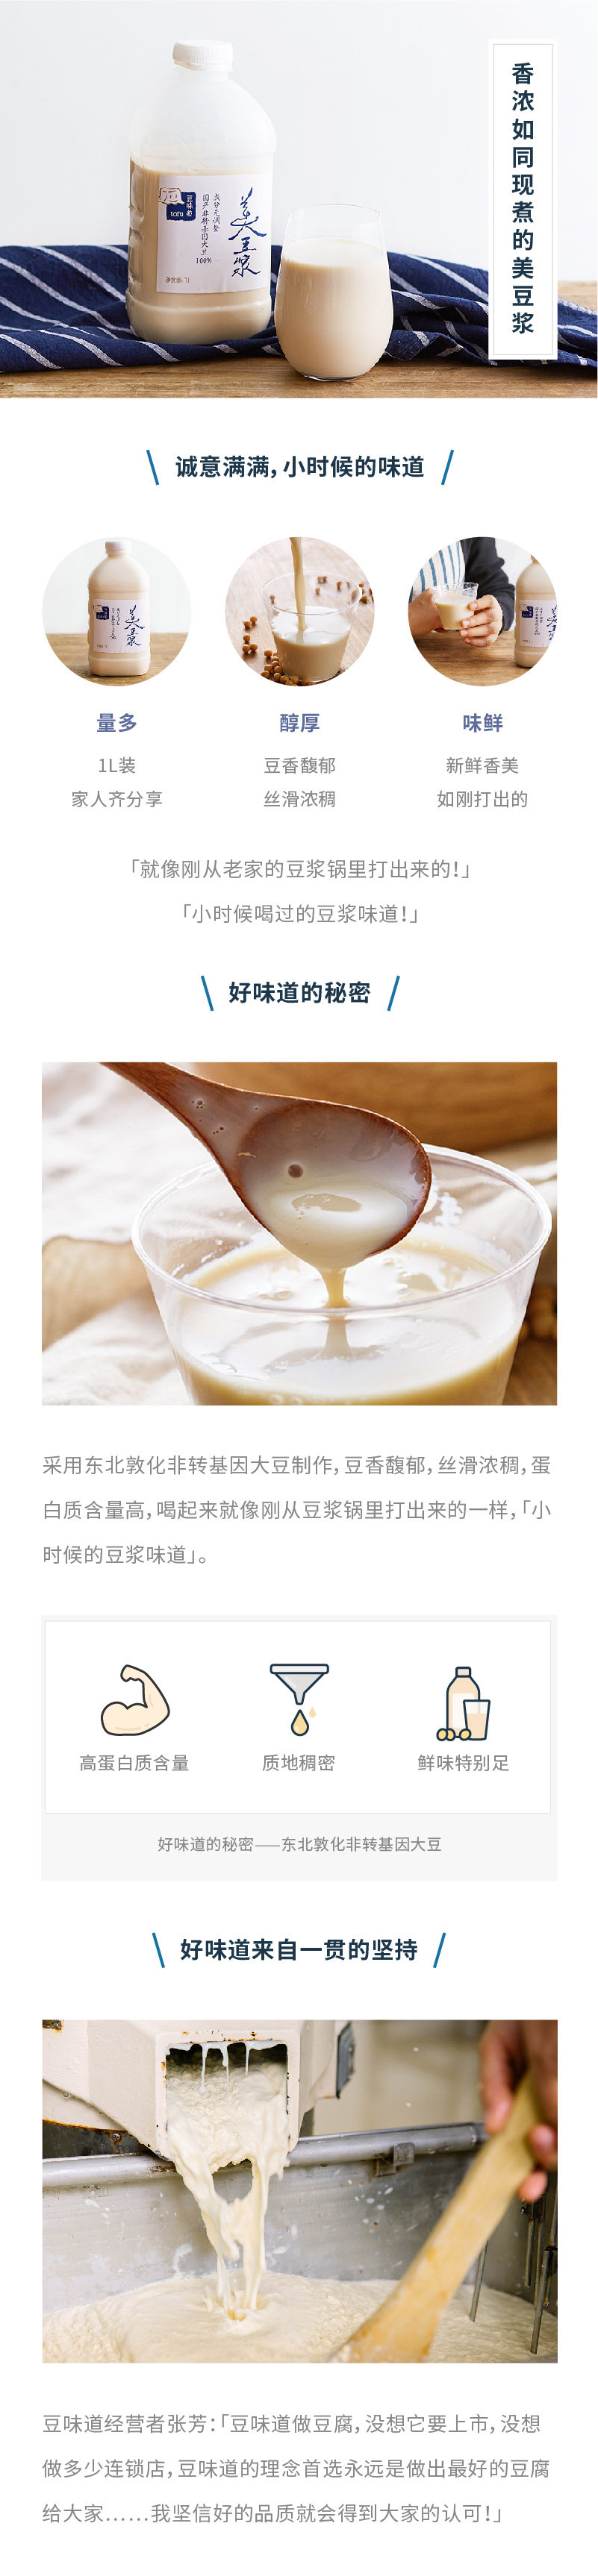 香浓如同现煮的美豆浆
豆味道
tofu
成分无调整
国产非转基因大豆
100%
美豆浆
净含量:1L
诚意满满,小时候的味道
量多
醇厚
味鲜
1L装
豆香馥郁
新鲜香美
家人齐分享
丝滑浓稠
如刚打出的
「就像刚从老家的豆浆锅里打出来的!」
「小时候喝过的豆浆味道!」
好味道的秘密
采用东北敦化非转基因大豆制作,豆香馥郁,丝滑浓稠,蛋
白质含量高,喝起来就像刚从豆浆锅里打出来的一样,「小
时候的豆浆味道」。
高蛋白质含量
质地稠密
鲜味特别足
好味道的秘密——东北敦化非转基因大豆
好味道来自一贯的坚持
豆味道经营者张芳:「豆味道做豆腐,没想它要上市,没想
做多少连锁店,豆味道的理念首选永远是做出最好的豆腐
给大家……我坚信好的品质就会得到大家的认可!」